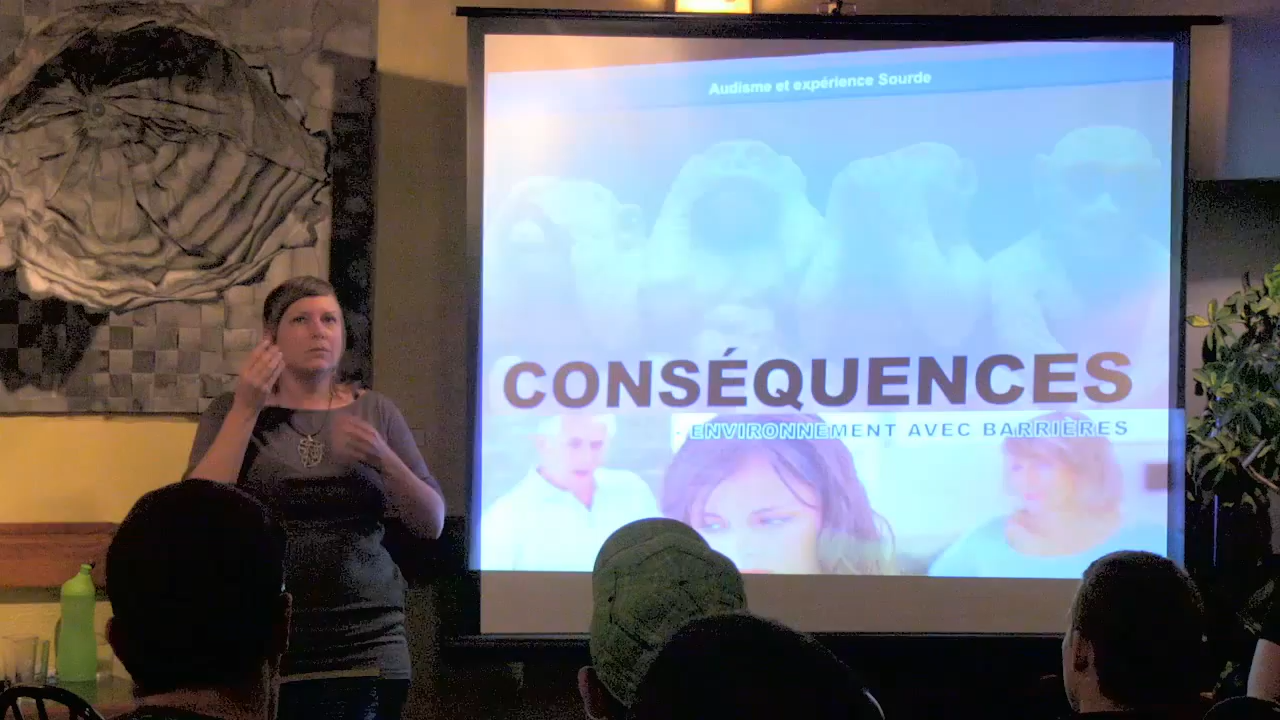 Audisme et expérience Sourde
CONSÉQUENCES
- ENVIRONNEMENT AVEC BARRIÈRES